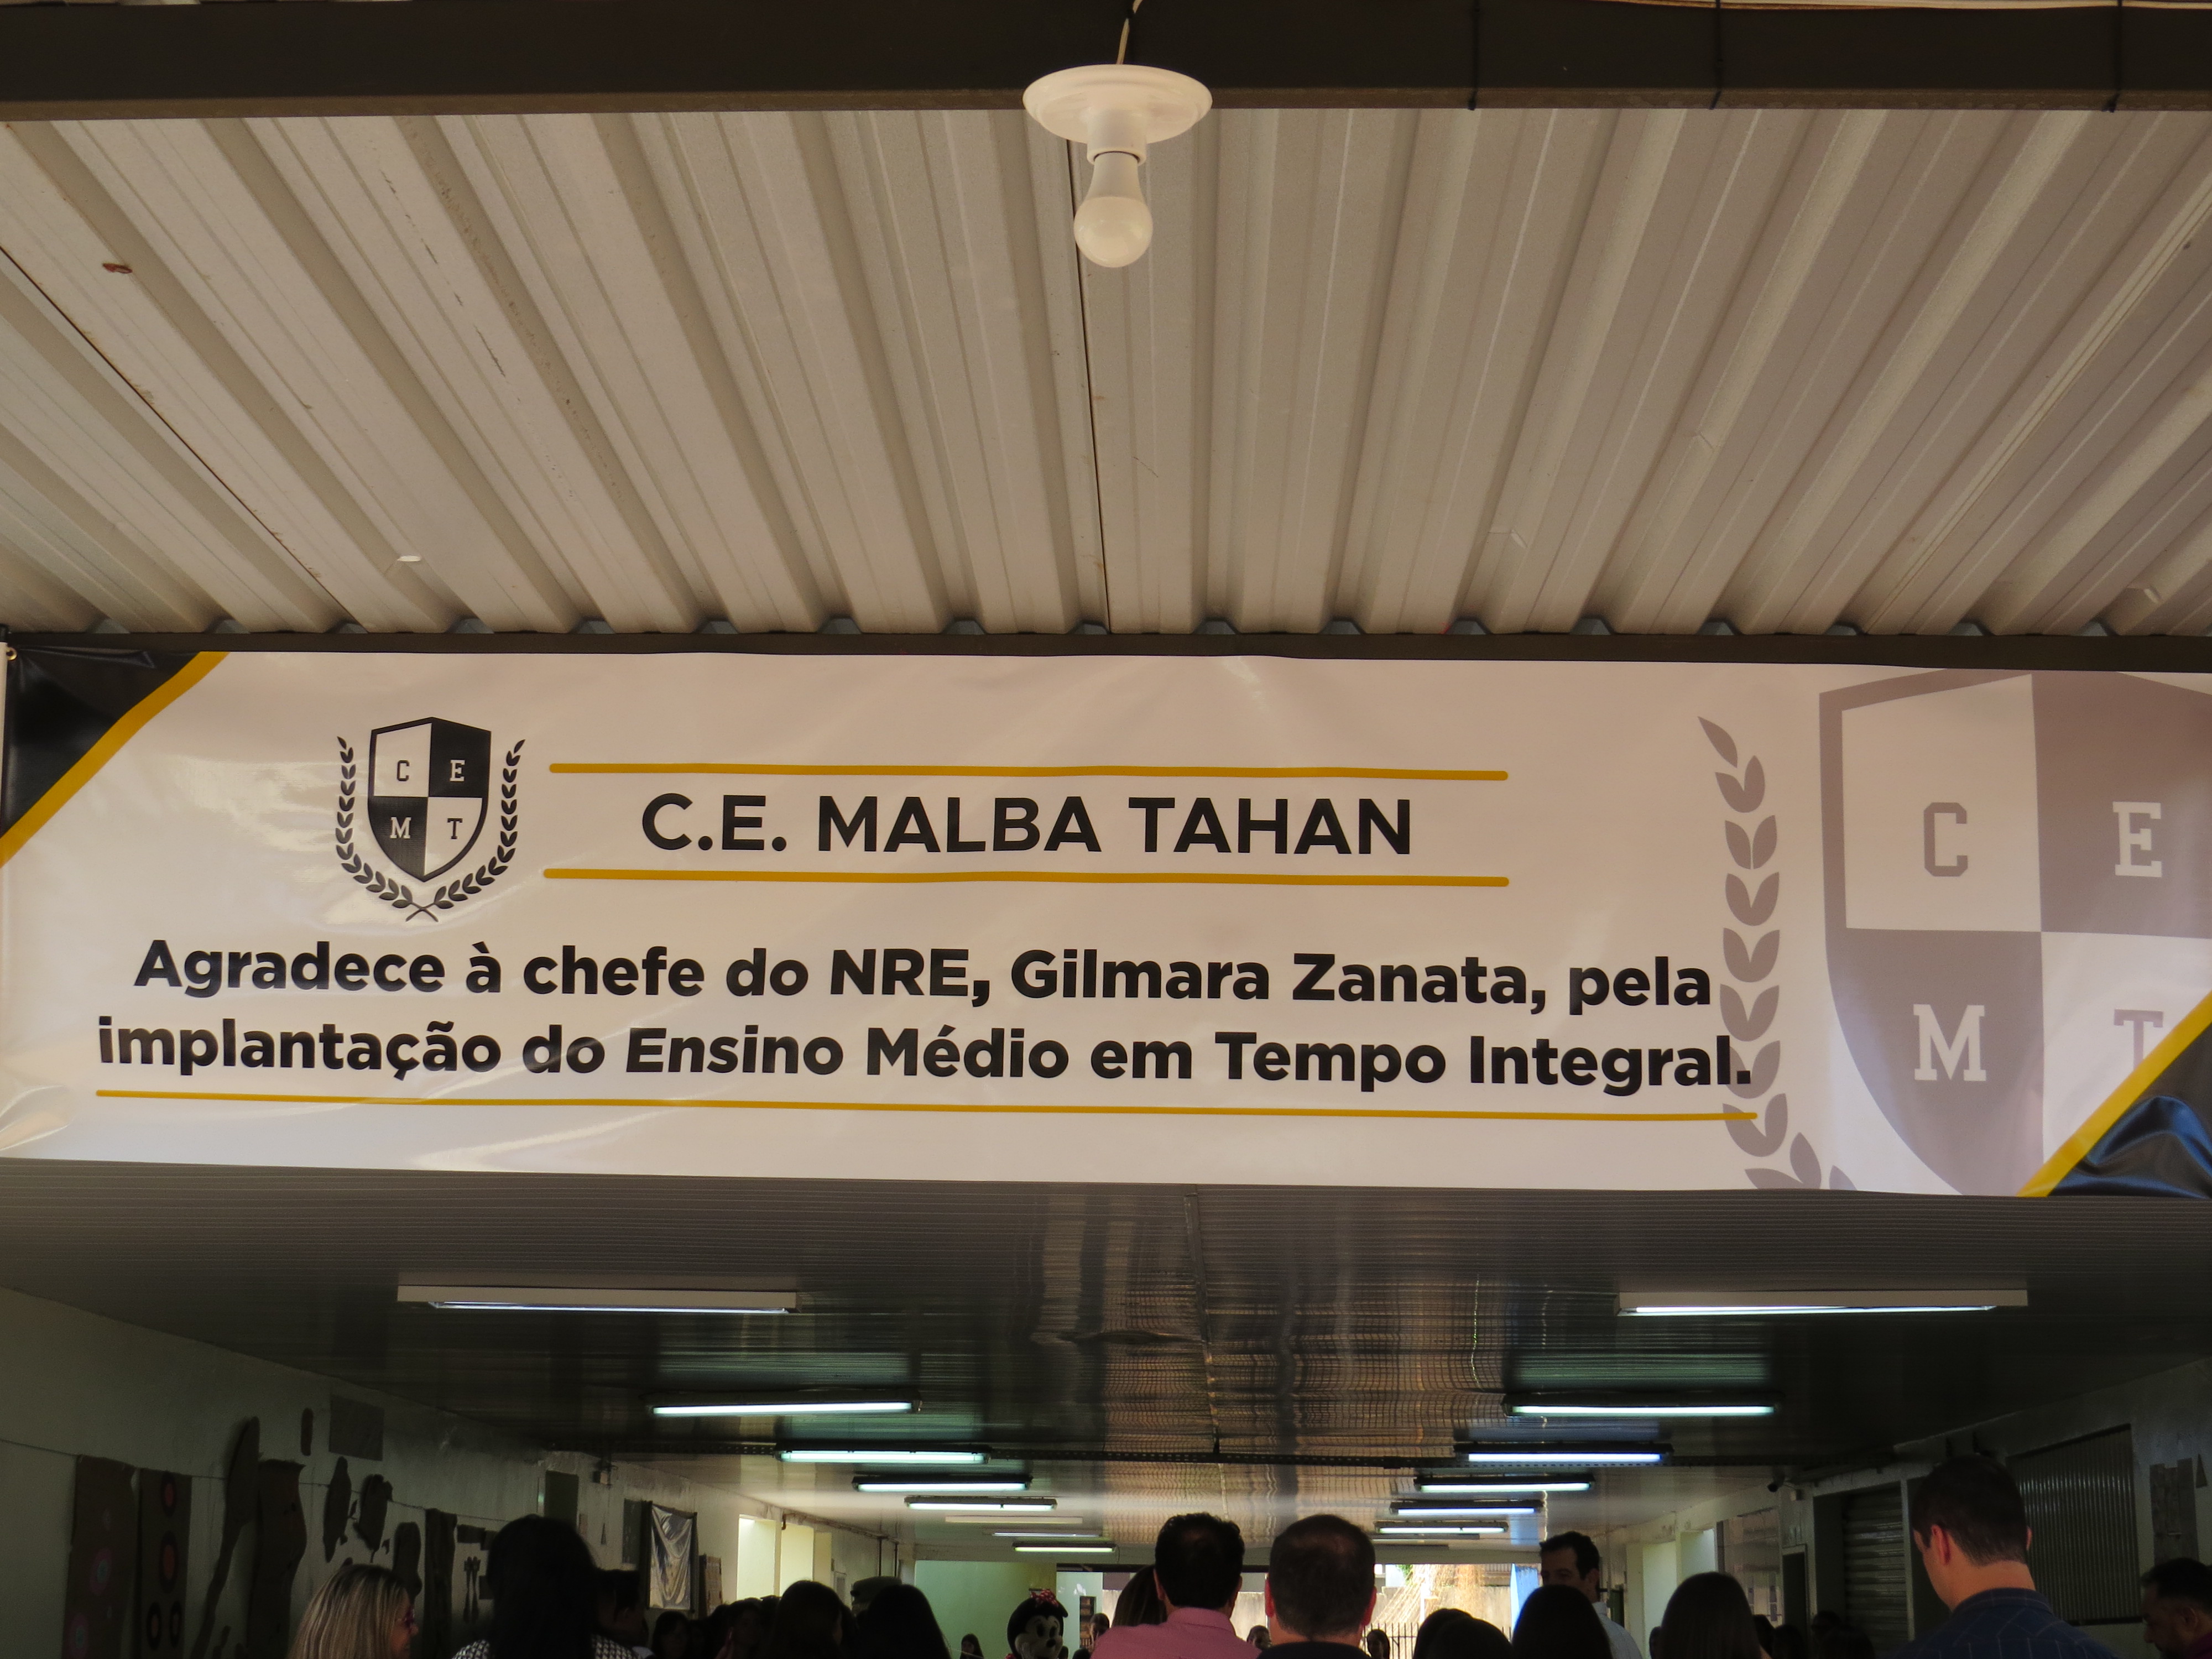 C E
M T
C.E. MALBA TAHAN
Agradece à chefe do NRE, Gilmara Zanata, pela
implantação do Ensino Médio em Tempo Integral.
C E
M T